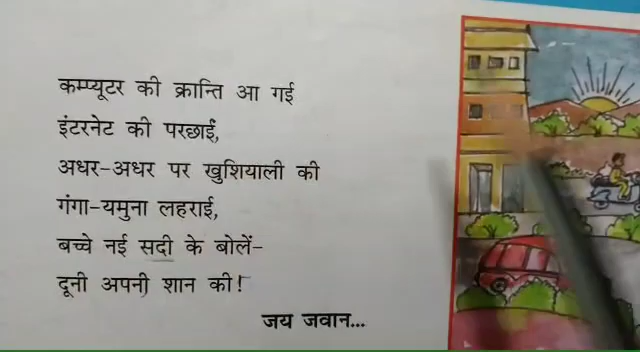 कम्प्यूटर की क्रान्ति आ गई
इंटरनेट की परछाईं,
अधर-अधर पर खुशियाली की
गंगा-यमुना लहराई,
बच्चे नई सदी के बोलें-
दूनी अपनी शान की!
जय जवान...